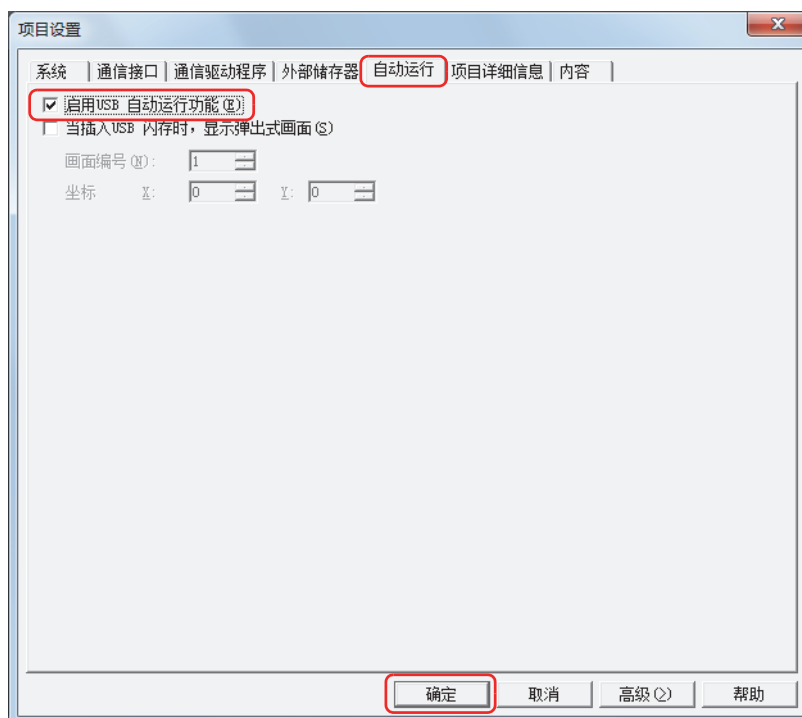 项目设置
系统 通信接口 通信驱动程序 外部储存器 自动运行 项目详细信息 内容
启用USB 自动运行功能(E)
当插入USB 闪存时，显示弹出式画面(S)
画面编号(N): 1
坐标 X: 0 Y: 0
确定 取消 高级(>) 帮助